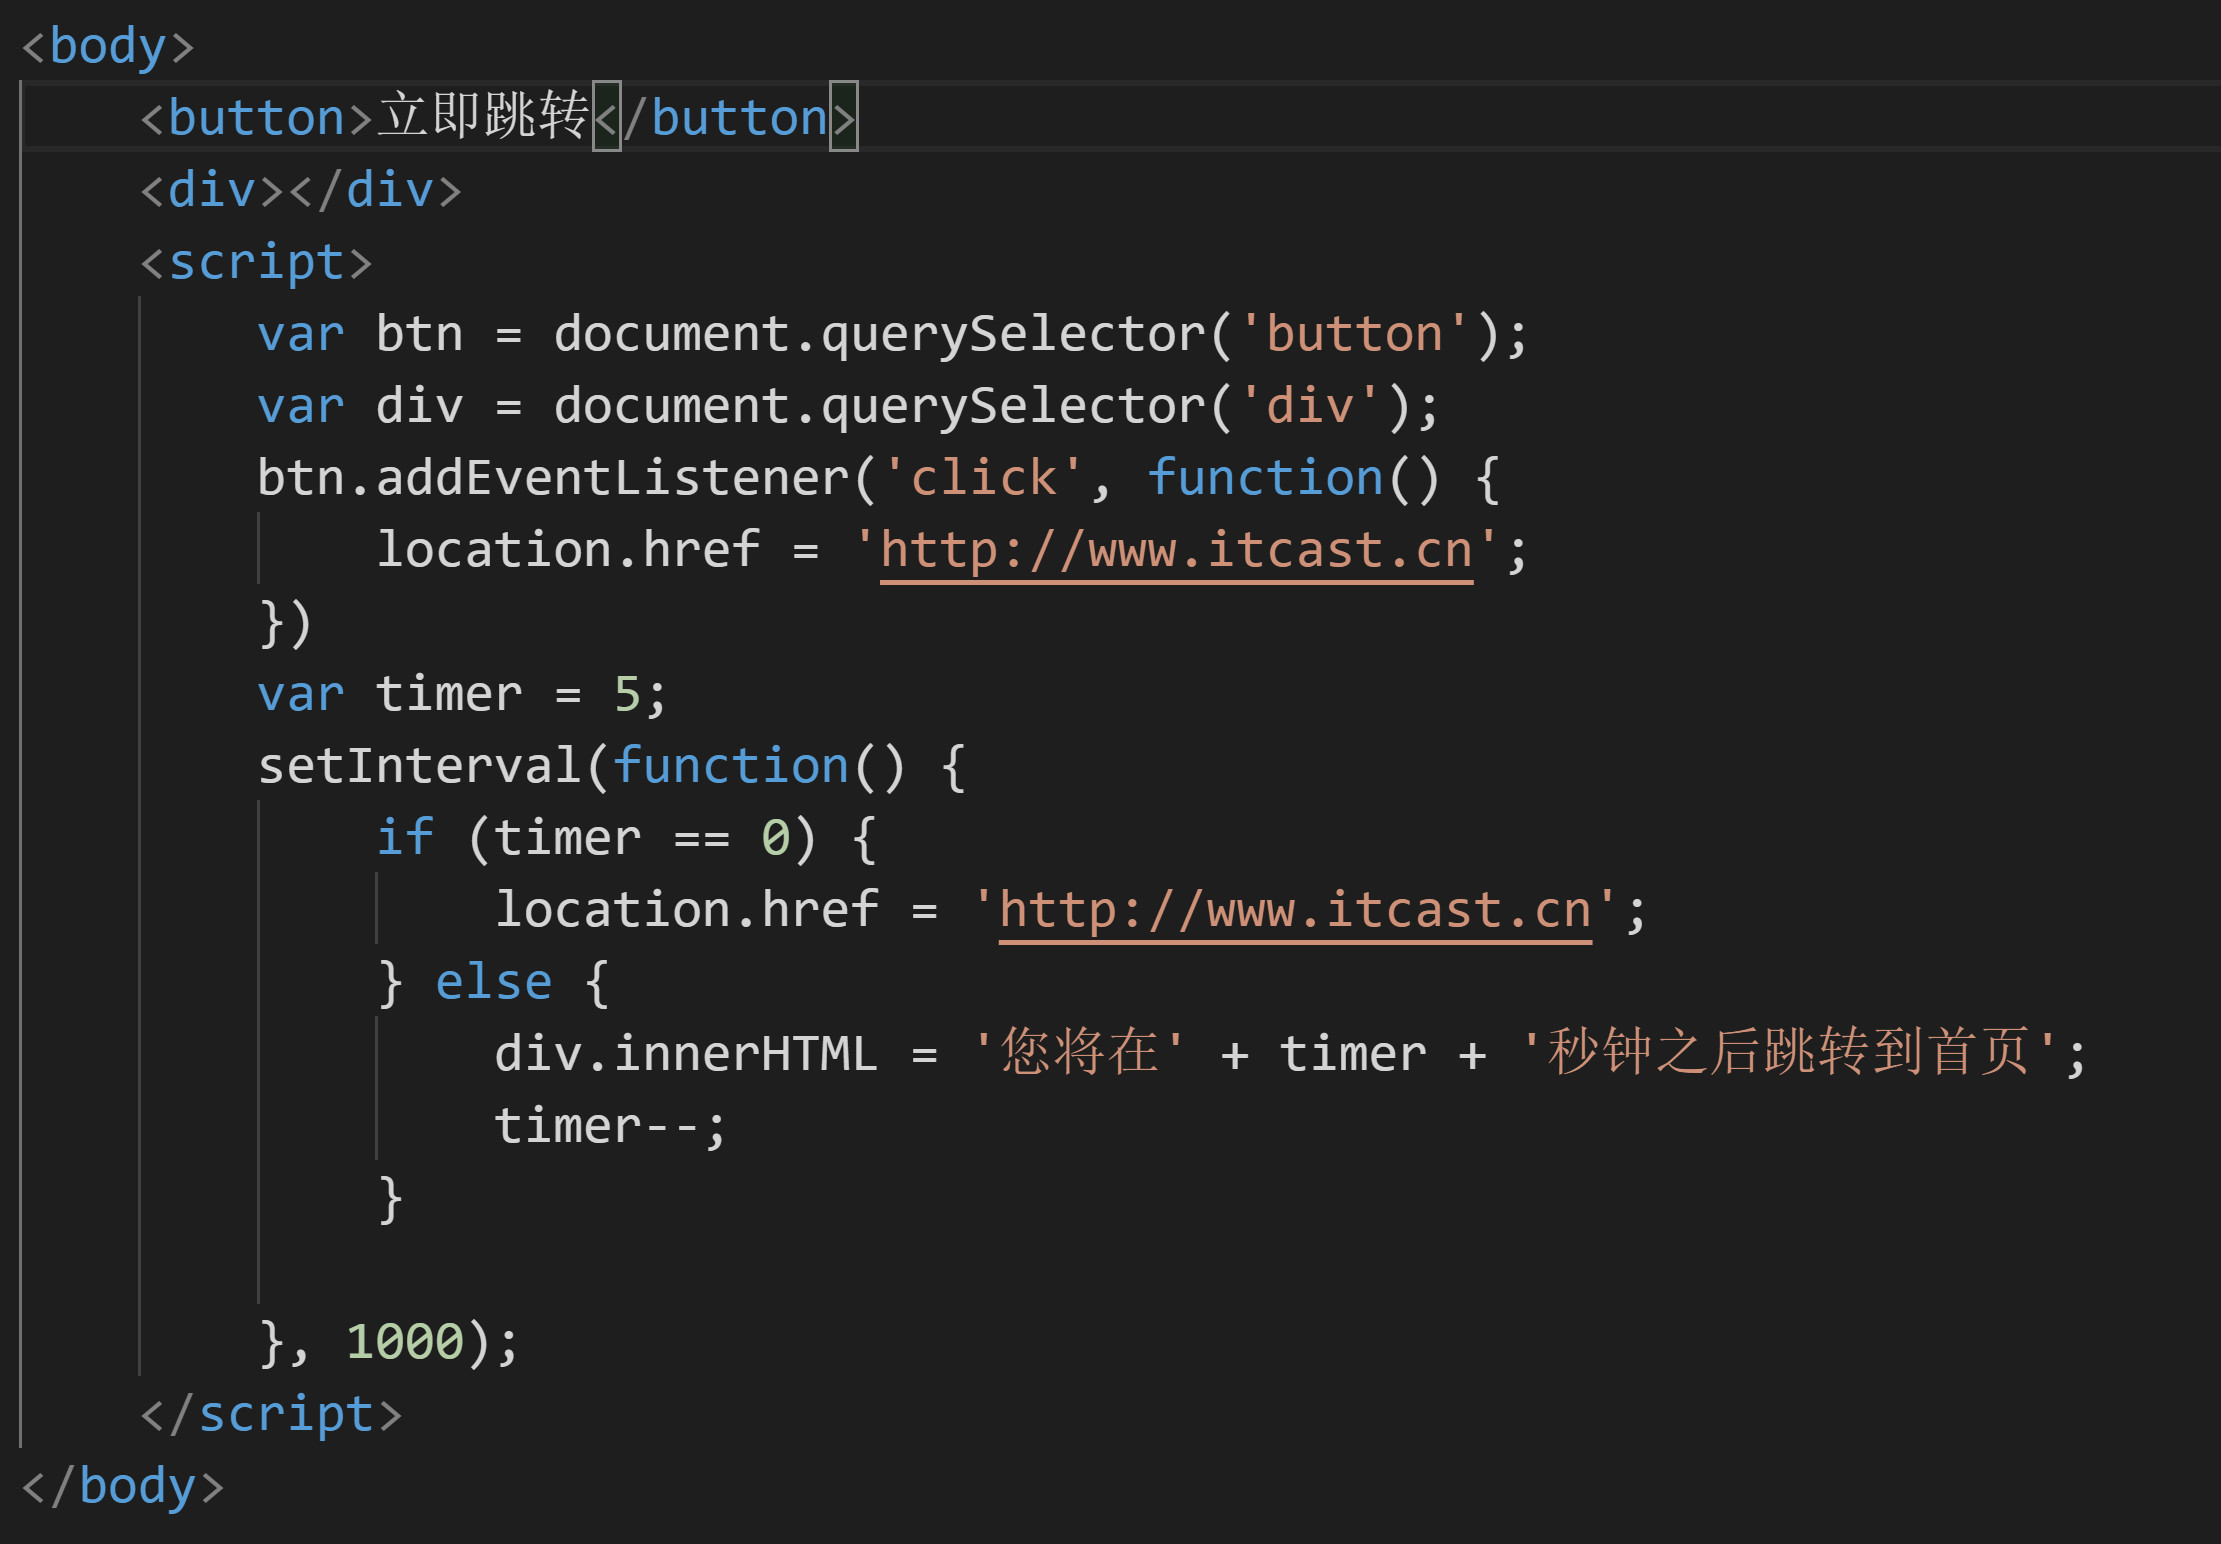 <body>
    <button>立即跳转</button>
    <div></div>
    <script>
        var btn = document.querySelector('button');
        var div = document.querySelector('div');
        btn.addEventListener('click', function() {
            location.href = 'http://www.itcast.cn';
        })
        var timer = 5;
        setInterval(function() {
            if (timer == 0) {
                location.href = 'http://www.itcast.cn';
            } else {
                div.innerHTML = '您将在' + timer + '秒钟之后跳转到首页';
                timer--;
            }

        }, 1000);
    </script>
</body>